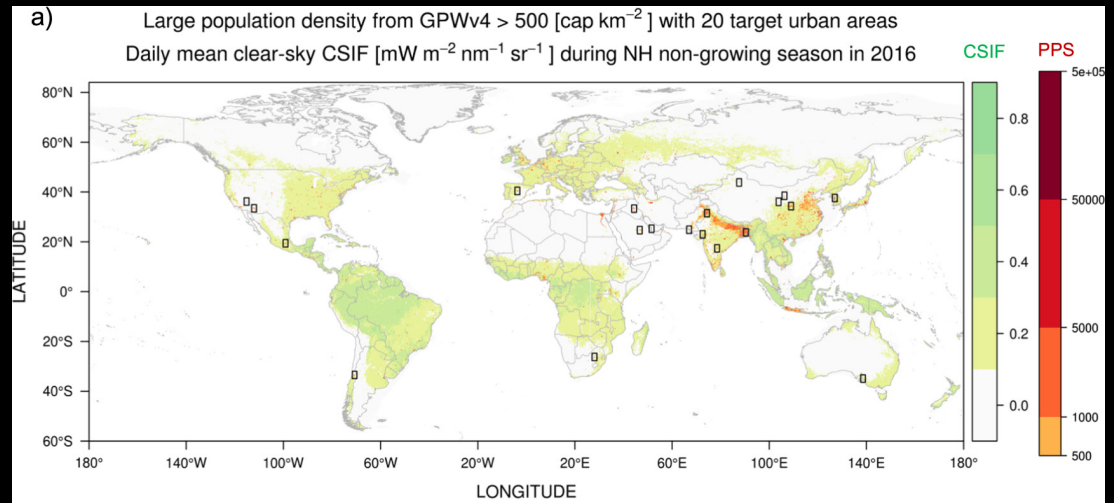 a)
Large population density from GPWv4 > 500 [cap km⁻² ] with 20 target urban areas
Daily mean clear-sky CSIF [mW m⁻² nm⁻¹ sr⁻¹ ] during NH non-growing season in 2016
CSIF
PPS
80°N
60°N
40°N
20°N
0°
20°S
40°S
60°S
LATITUDE
180°
140°W
100°W
60°W
20°W
20°E
60°E
100°E
140°E
180°
LONGITUDE
0.8
0.6
0.4
0.2
0.0
5e+05
50000
5000
1000
500